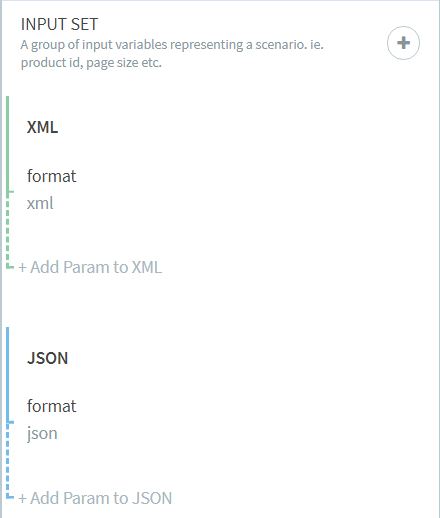 INPUT SET
A group of input variables representing a scenario. ie.
product id, page size etc.
XML
format
xml
+ Add Param to XML
JSON
format
json
+ Add Param to JSON